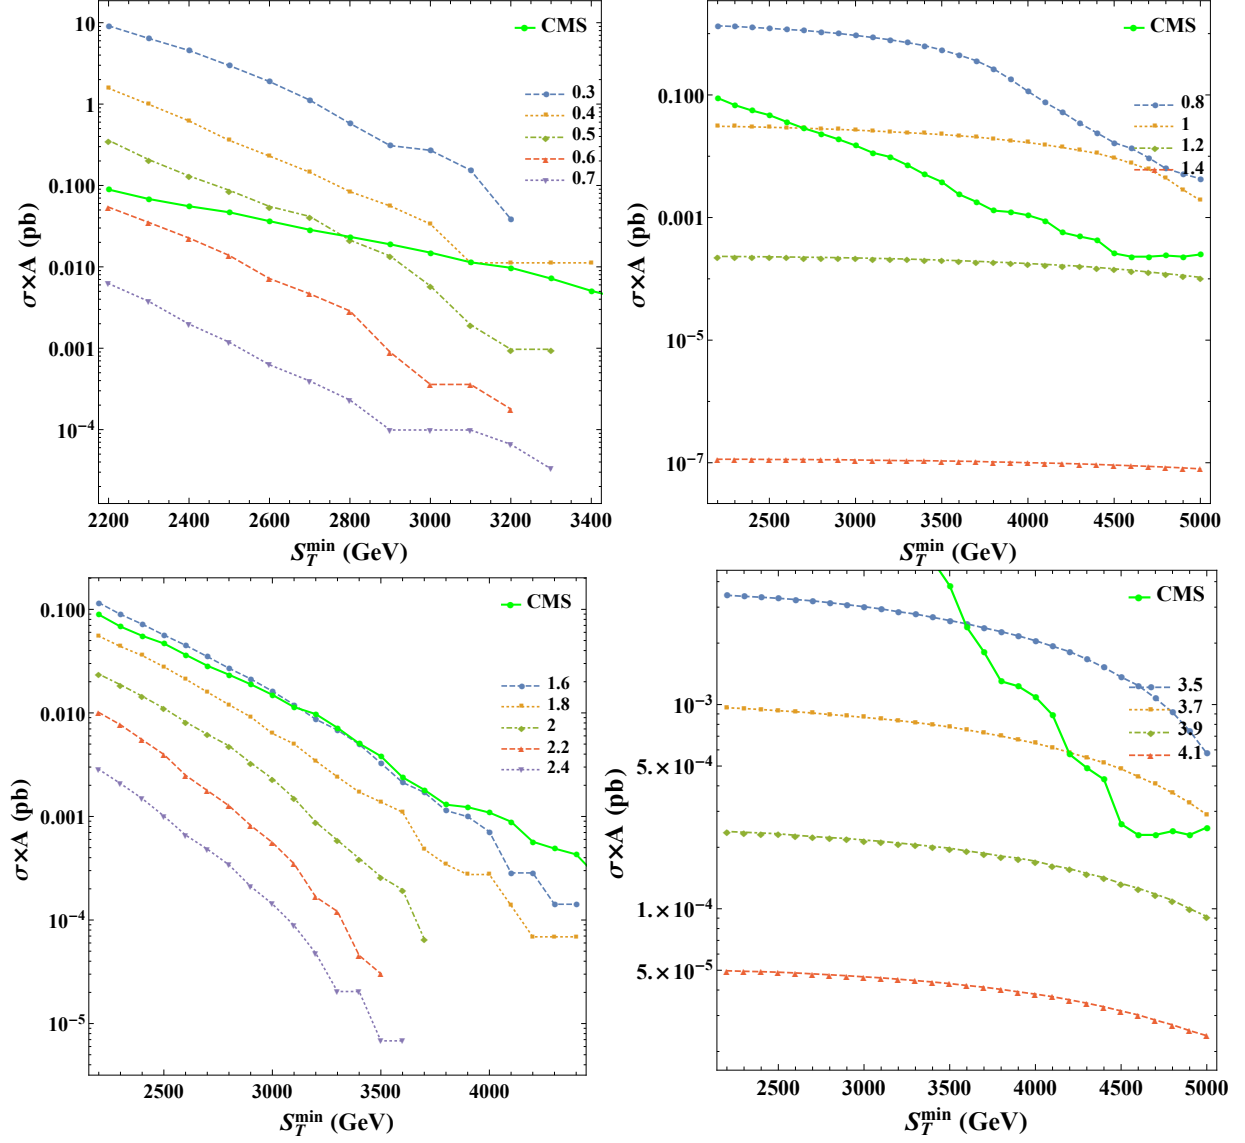 CMS
10
1
0.100
0.010
0.001
10⁻⁴
0.3
0.4
0.5
0.6
0.7
σ×A (pb)
2200 2400 2600 2800 3000 3200 3400
S_T^min (GeV)
CMS
0.100
0.001
10⁻⁵
10⁻⁷
0.8
1
1.2
1.4
σ×A (pb)
2500 3000 3500 4000 4500 5000
S_T^min (GeV)
CMS
0.100
0.010
0.001
10⁻⁴
10⁻⁵
1.6
1.8
2
2.2
2.4
σ×A (pb)
2500 3000 3500 4000
S_T^min (GeV)
CMS
10⁻³
5.×10⁻⁴
1.×10⁻⁴
5.×10⁻⁵
3.5
3.7
3.9
4.1
σ×A (pb)
2500 3000 3500 4000 4500 5000
S_T^min (GeV)